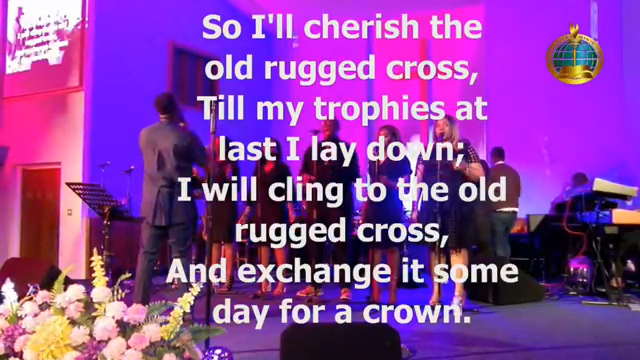 So I'll cherish the
old rugged cross,
Till my trophies at
last I lay down;
I will cling to the old
rugged cross,
And exchange it some
day for a crown.